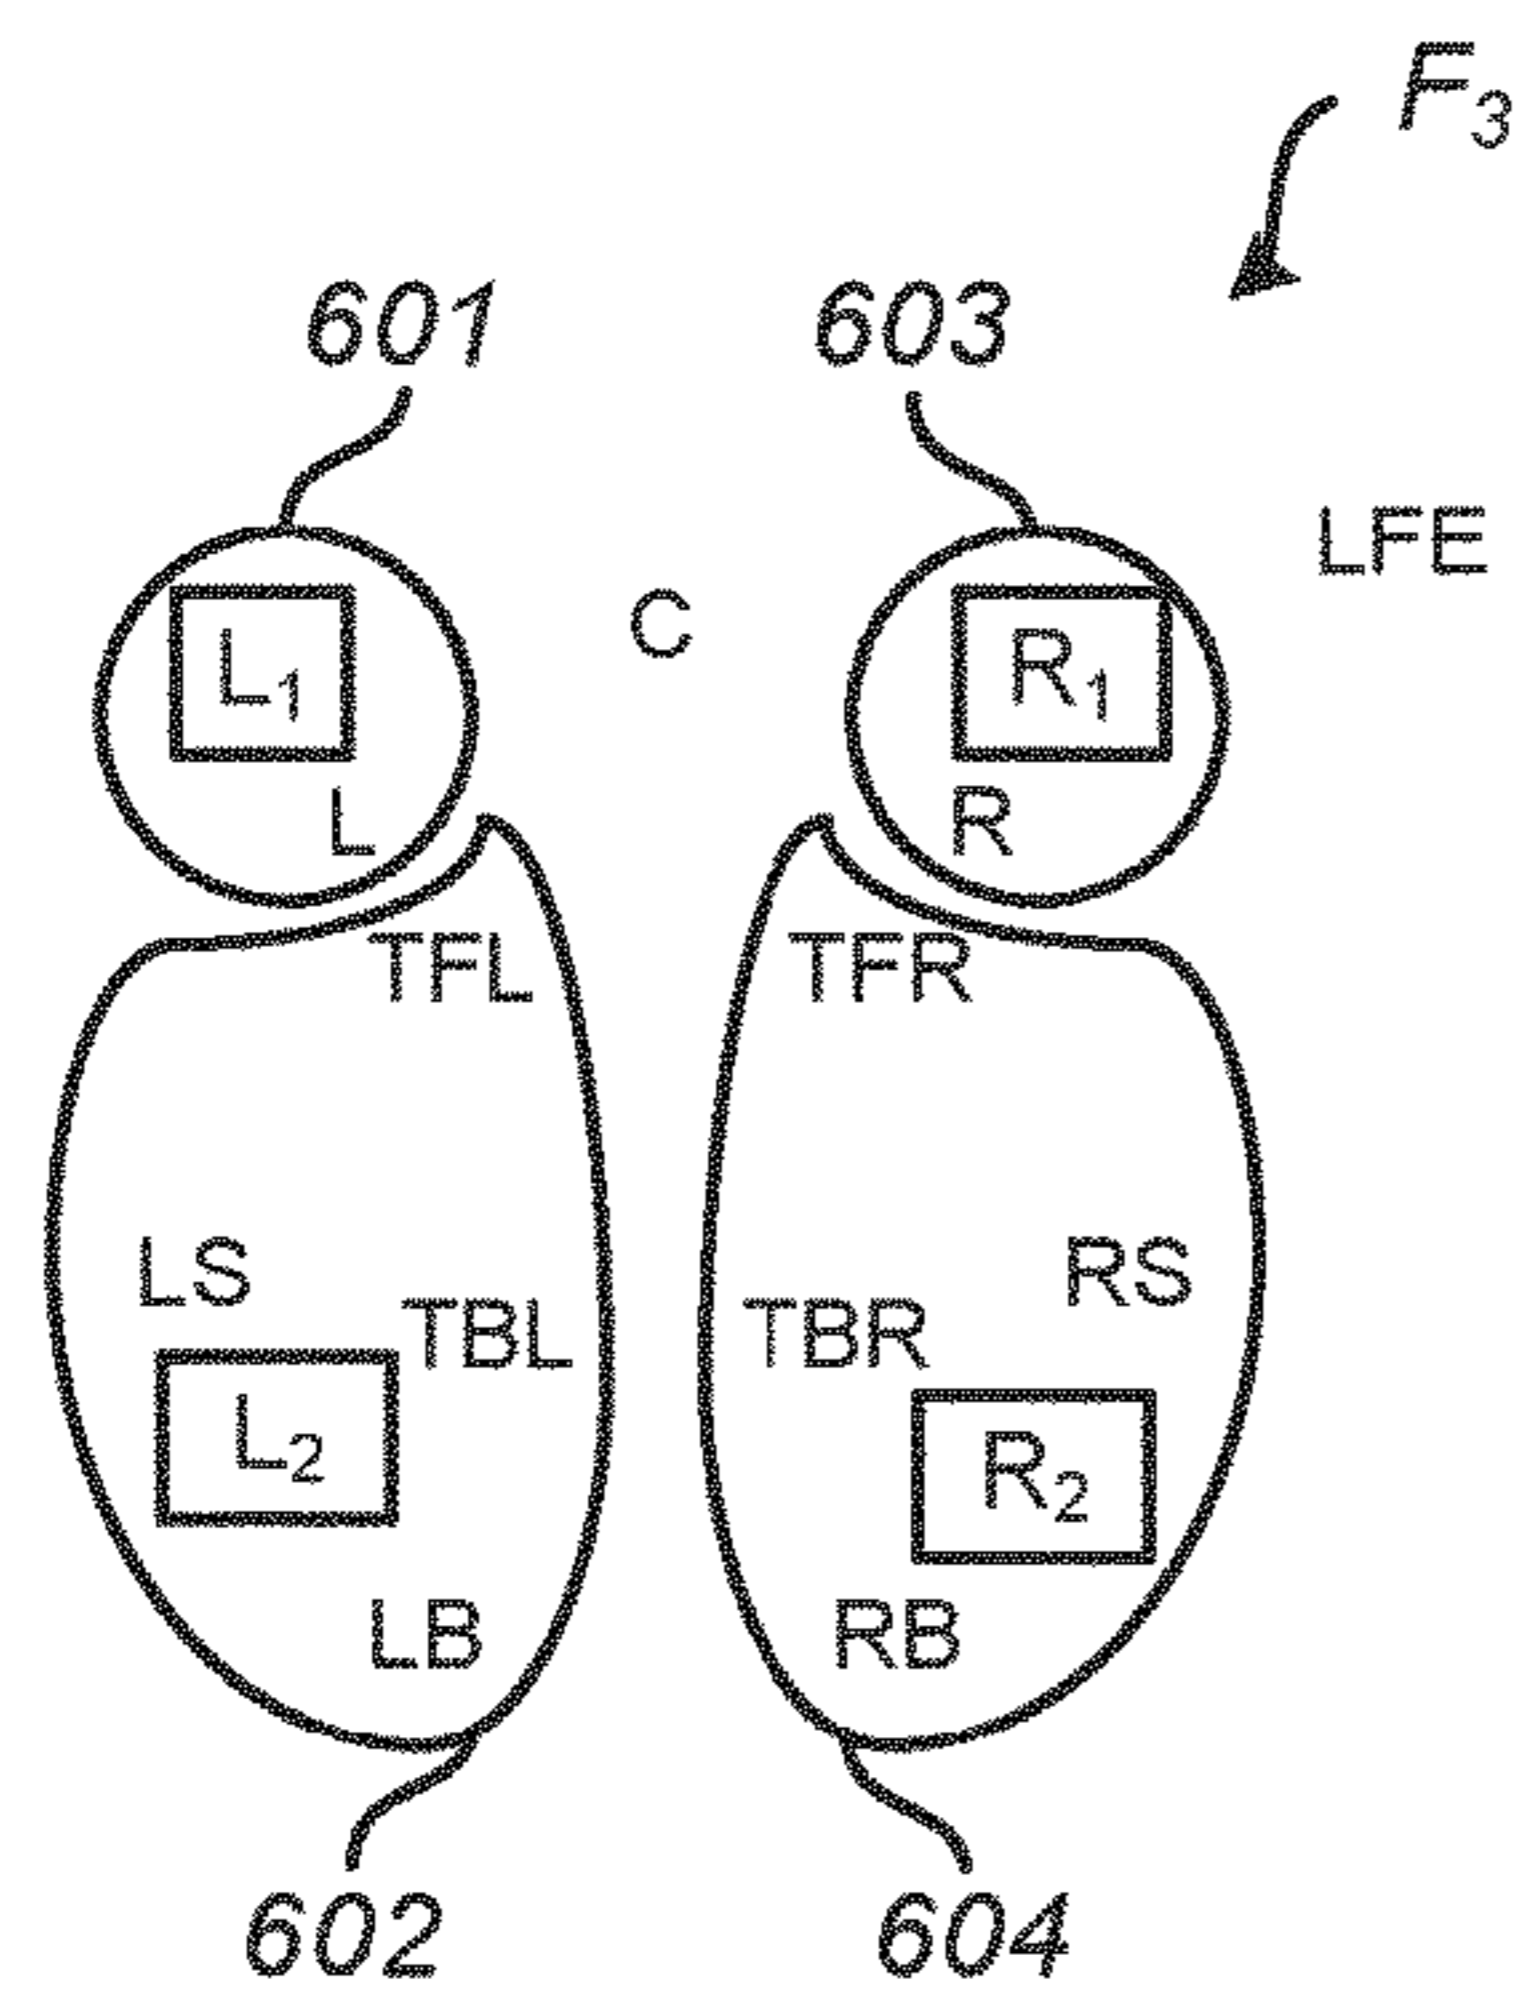 F3
601 603
LFE
C
L1 R1
L R
TFL TFR
LS RS
TBL TBR
L2 R2
LB RB
602 604